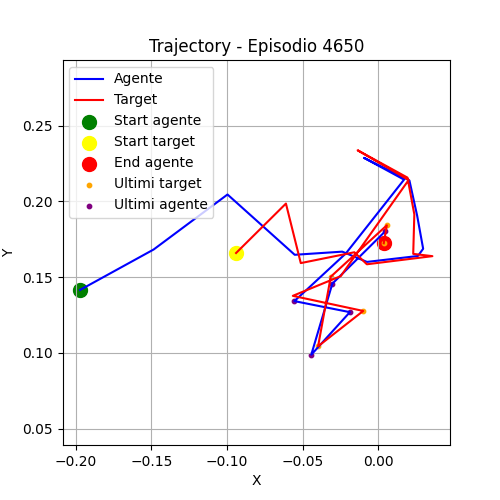 Trajectory - Episodio 4650
Agente
Target
Start agente
Start target
End agente
Ultimi target
Ultimi agente
Y
0.25
0.20
0.15
0.10
0.05
−0.20
−0.15
−0.10
−0.05
0.00
X